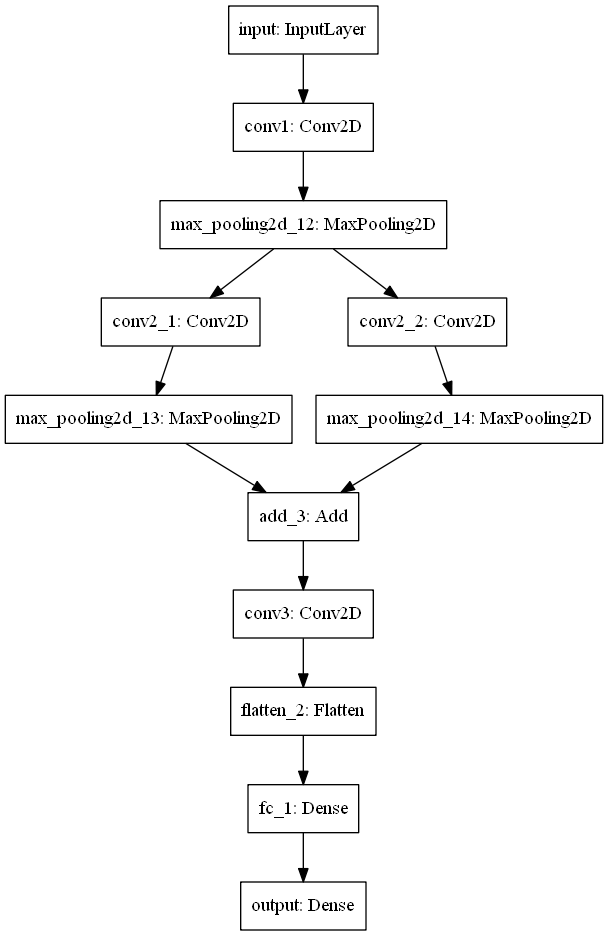 input: InputLayer
conv1: Conv2D
max_pooling2d_12: MaxPooling2D
conv2_1: Conv2D
conv2_2: Conv2D
max_pooling2d_13: MaxPooling2D
max_pooling2d_14: MaxPooling2D
add_3: Add
conv3: Conv2D
flatten_2: Flatten
fc_1: Dense
output: Dense